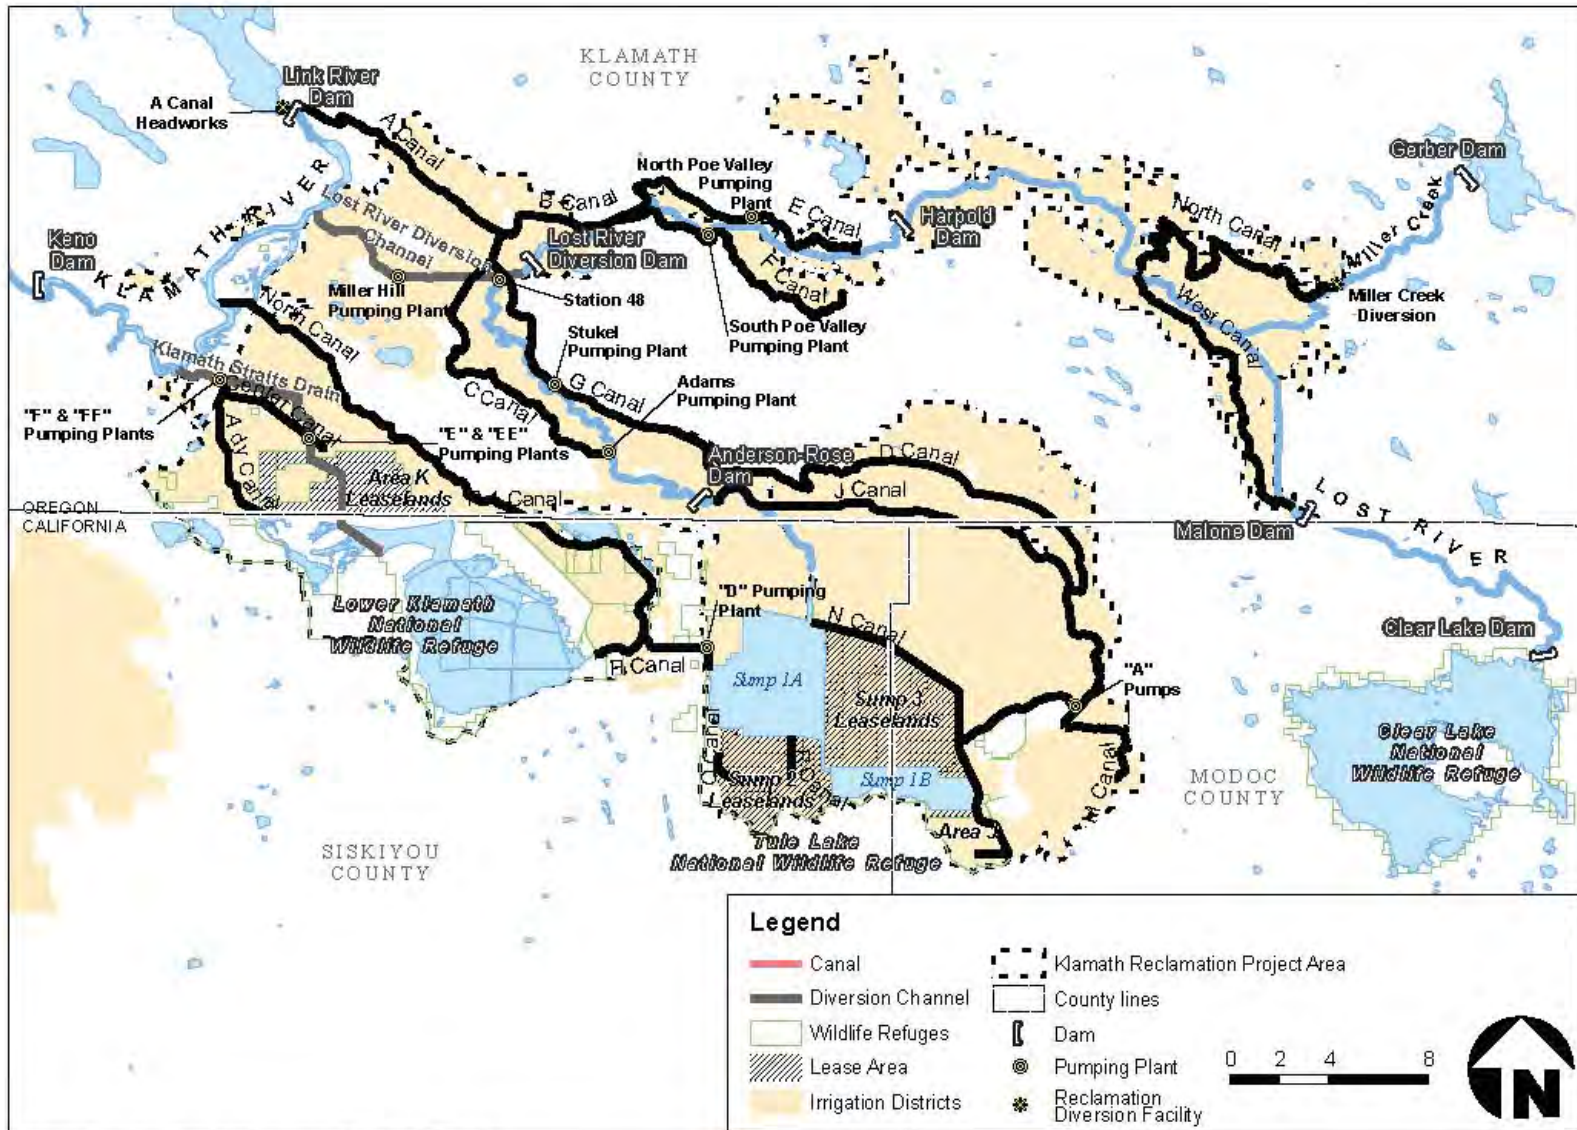 KLAMATH
COUNTY
Link River
Dam
A Canal
Headworks
A Canal
KLAMATH RIVER
Lost River Diversion
Channel
Keno
Dam
B Canal
North Poe Valley
Pumping
Plant
E Canal
Harpold
Dam
Gerber Dam
Miller Creek
North Canal
Miller Creek
Diversion
West Canal
Lost River
Diversion Dam
Station 48
Miller Hill
Pumping Plant
F Canal
South Poe Valley
Pumping Plant
Stukel
Pumping Plant
G Canal
C Canal
Adams
Pumping Plant
North Canal
Klamath Straits Drain
Center Canal
"F" & "FF"
Pumping Plants
Ady Canal
"E" & "EE"
Pumping Plants
Area K
Leaselands
Canal
Anderson-Rose
Dam
D Canal
J Canal
OREGON
CALIFORNIA
Malone Dam
LOST RIVER
Clear Lake Dam
Lower Klamath
National
Wildlife Refuge
"D" Pumping
Plant
N Canal
P Canal
Sump 1A
Sump 3
Leaselands
"A"
Pumps
Canal
Sump 2
Leaselands
R Canal
Sump 1B
M Canal
Area J
Tule Lake
National Wildlife Refuge
Clear Lake
National
Wildlife Refuge
MODOC
COUNTY
SISKIYOU
COUNTY
Legend
Canal
Diversion Channel
Wildlife Refuges
Lease Area
Irrigation Districts
Klamath Reclamation Project Area
County lines
Dam
Pumping Plant
Reclamation
Diversion Facility
0 2 4 8
N